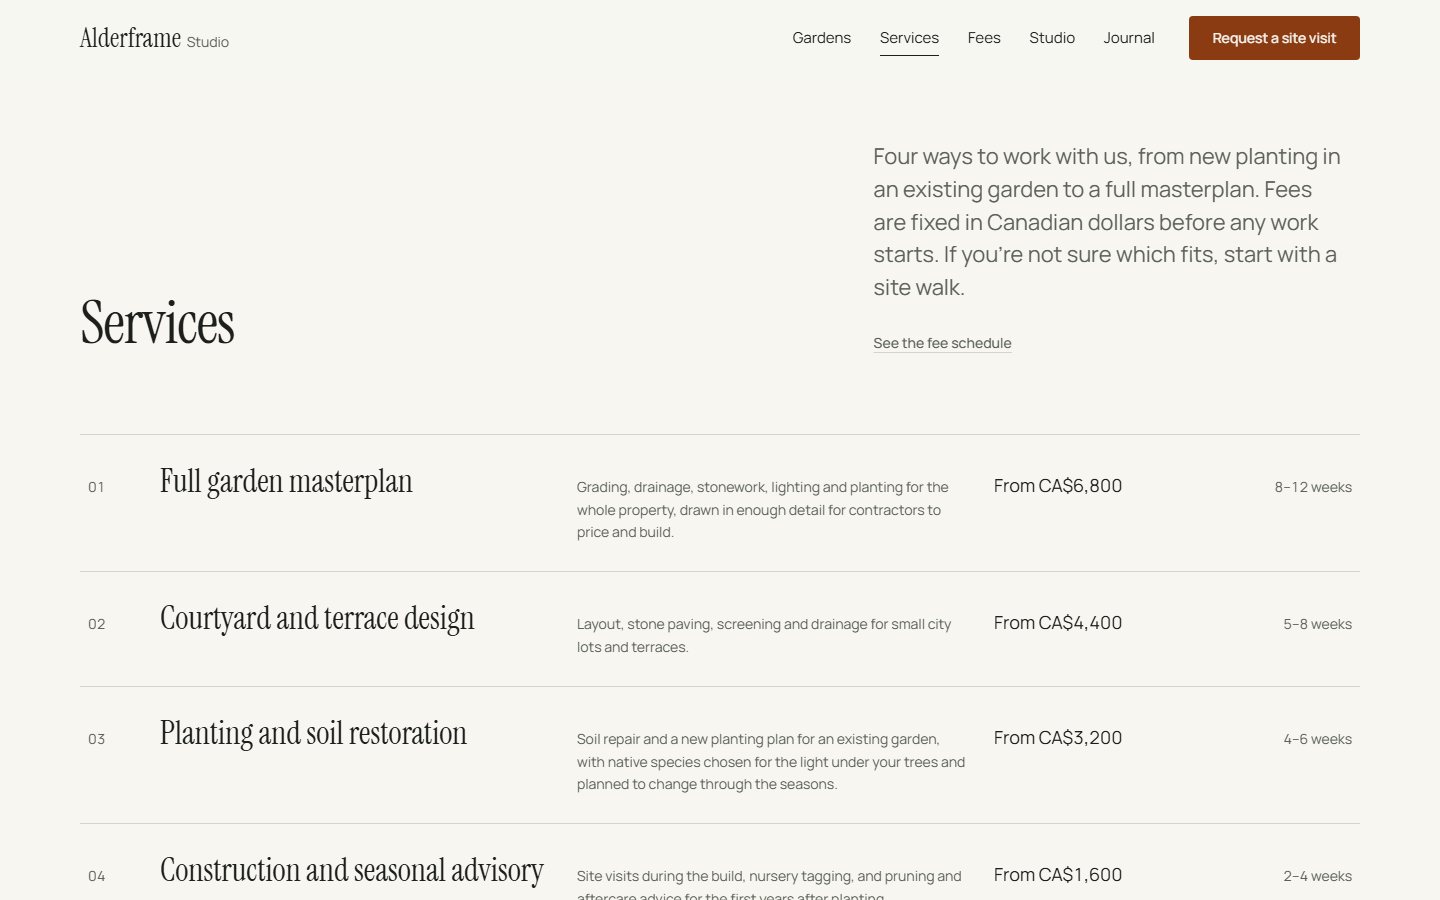 Alderframe Studio
Gardens
Services
Fees
Studio
Journal
Request a site visit
Services
Four ways to work with us, from new planting in
an existing garden to a full masterplan. Fees
are fixed in Canadian dollars before any work
starts. If you’re not sure which fits, start with a
site walk.
See the fee schedule
01
Full garden masterplan
Grading, drainage, stonework, lighting and planting for the
whole property, drawn in enough detail for contractors to
price and build.
From CA$6,800
8–12 weeks
02
Courtyard and terrace design
Layout, stone paving, screening and drainage for small city
lots and terraces.
From CA$4,400
5–8 weeks
03
Planting and soil restoration
Soil repair and a new planting plan for an existing garden,
with native species chosen for the light under your trees and
planned to change through the seasons.
From CA$3,200
4–6 weeks
04
Construction and seasonal advisory
Site visits during the build, nursery tagging, and pruning and
aftercare advice for the first years after planting.
From CA$1,600
2–4 weeks